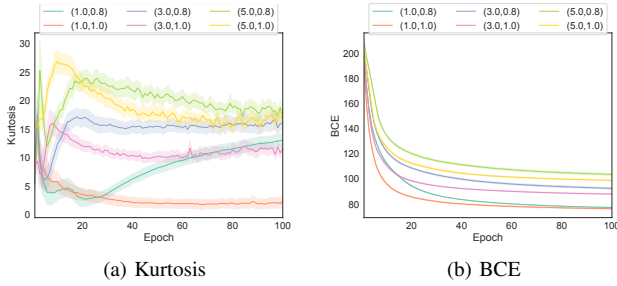 (1.0,0.8) (3.0,0.8) (5.0,0.8)
(1.0,1.0) (3.0,1.0) (5.0,1.0)
Kurtosis
30
25
20
15
10
5
0
20 40 60 80 100
Epoch
(a) Kurtosis
(1.0,0.8) (3.0,0.8) (5.0,0.8)
(1.0,1.0) (3.0,1.0) (5.0,1.0)
BCE
200
180
160
140
120
100
80
20 40 60 80 100
Epoch
(b) BCE